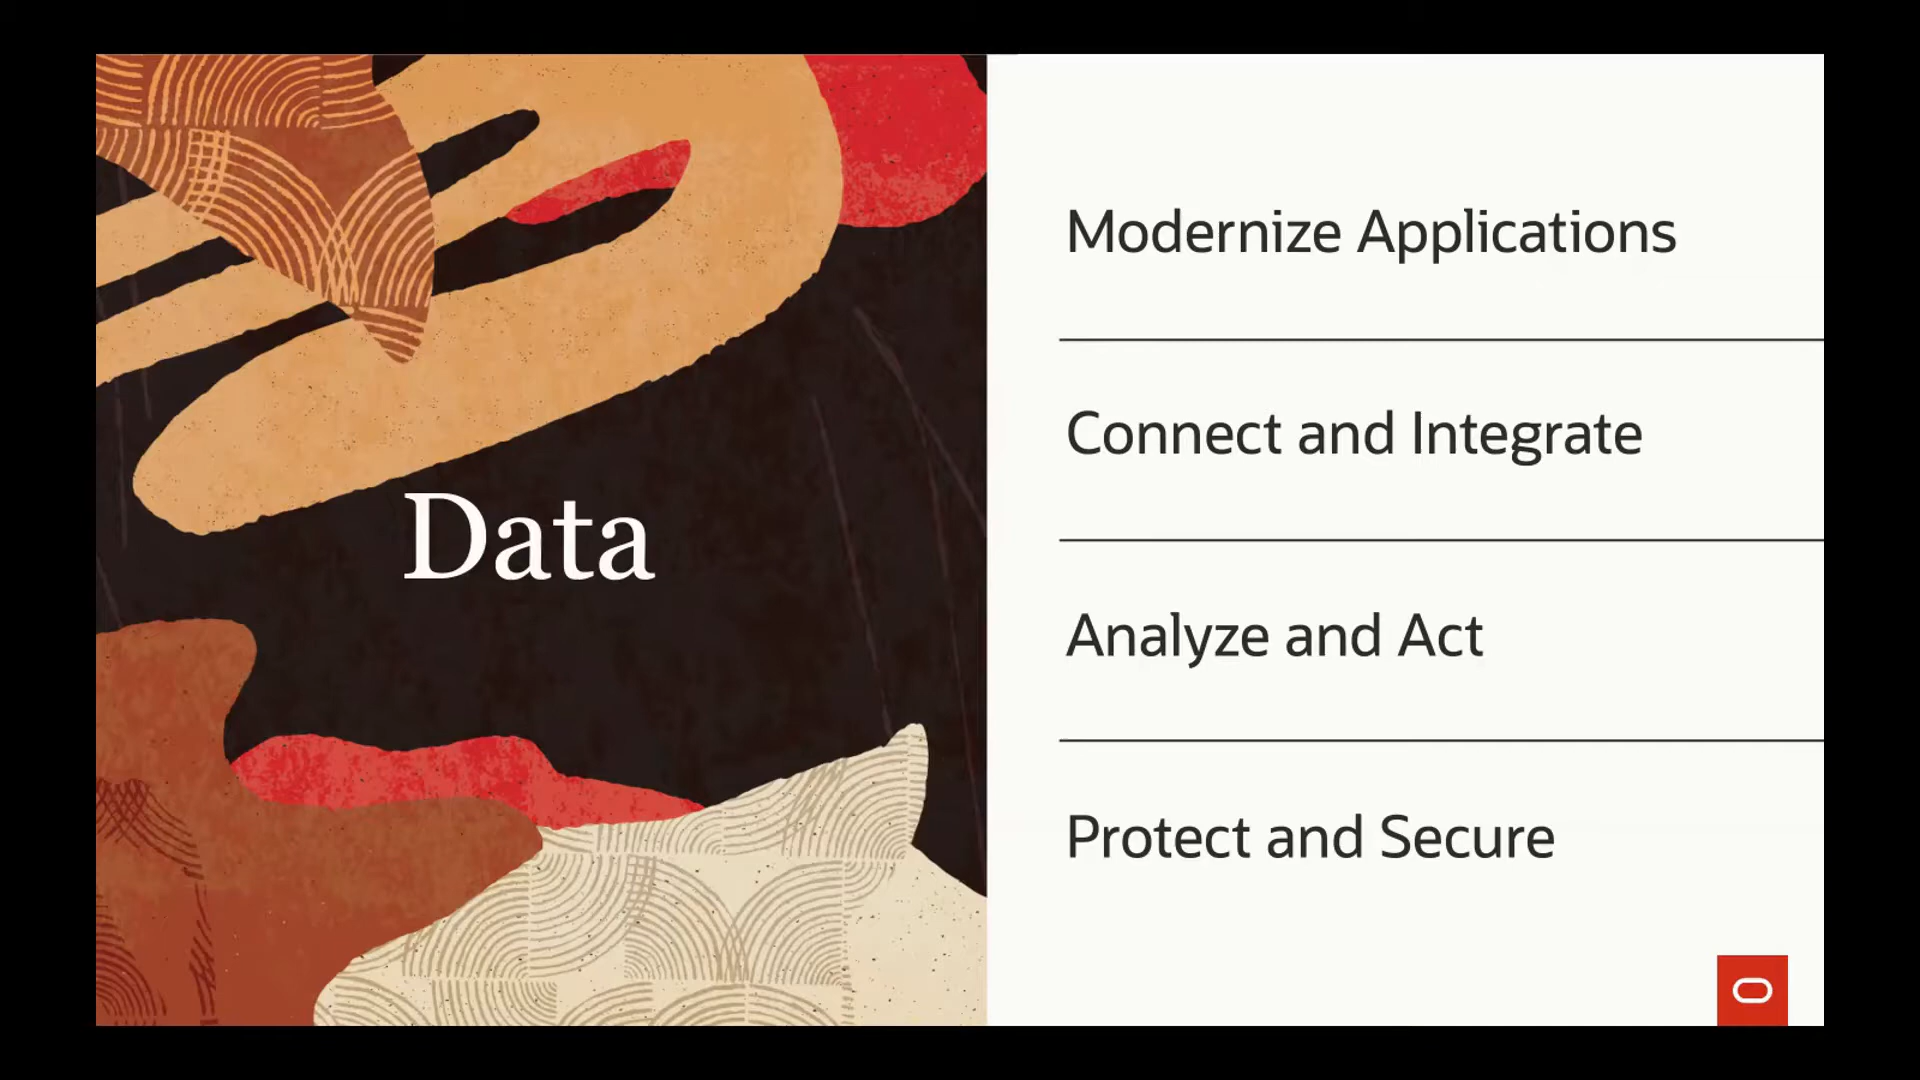 Data
Modernize Applications
Connect and Integrate
Analyze and Act
Protect and Secure